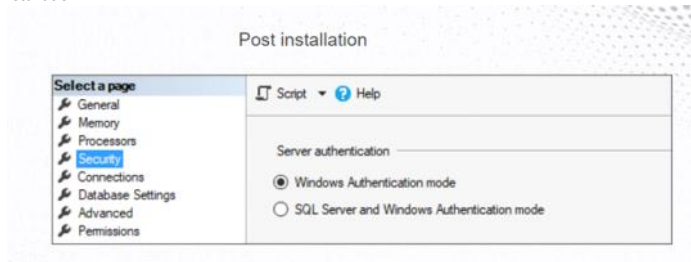 Post installation
Select a page
General
Memory
Processors
Security
Connections
Database Settings
Advanced
Permissions
Script Help
Server authentication
Windows Authentication mode
SQL Server and Windows Authentication mode